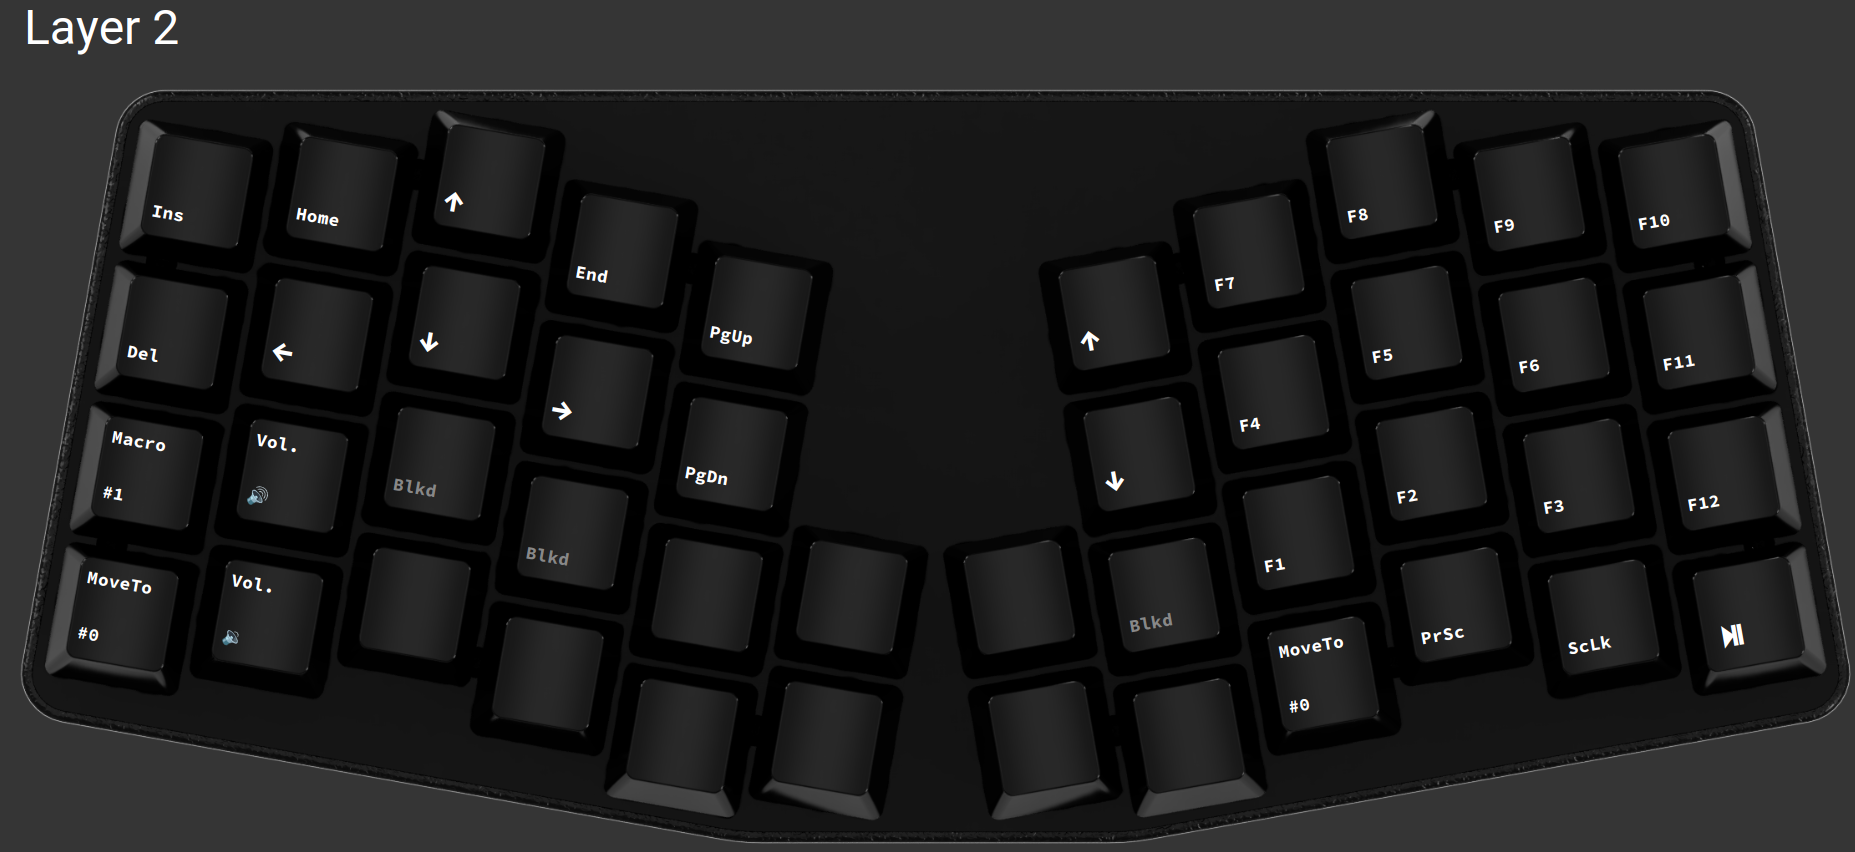 Layer 2
Ins
Home
↑
End
PgUp
Del
←
↓
→
PgDn
Macro
#1
Vol.
🔊
Blkd
Blkd
MoveTo
#0
Vol.
🔉
↑
F7
F8
F9
F10
↓
F4
F5
F6
F11
Blkd
F1
F2
F3
F12
MoveTo
#0
PrSc
ScLk
⏯